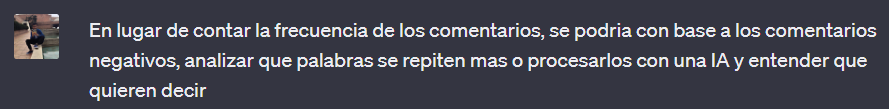 En lugar de contar la frecuencia de los comentarios, se podria con base a los comentarios
negativos, analizar que palabras se repiten mas o procesarlos con una IA y entender que
quieren decir